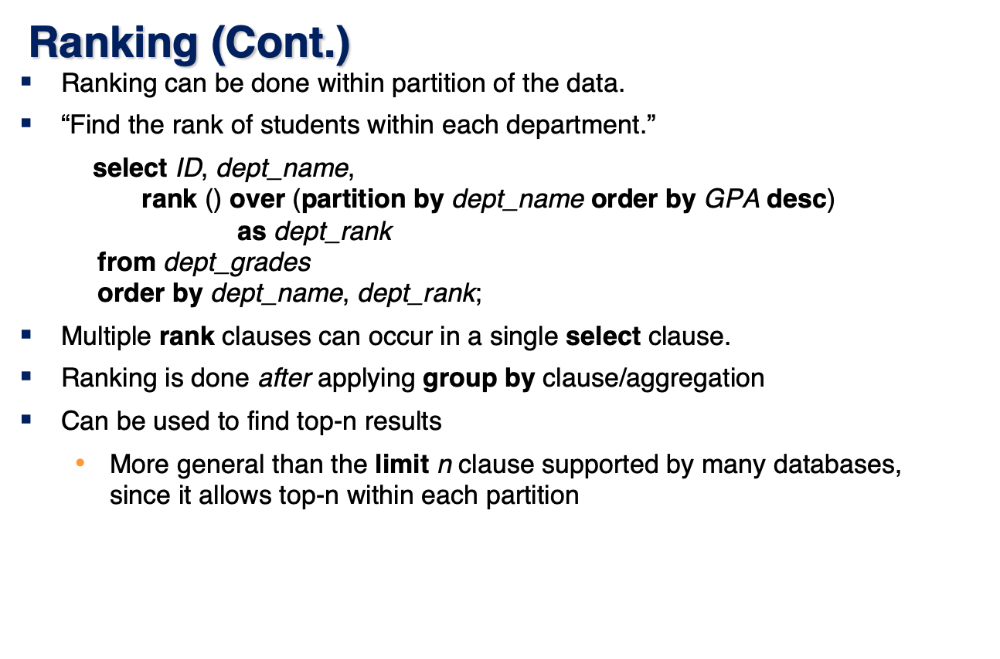 Ranking (Cont.)
Ranking can be done within partition of the data.
“Find the rank of students within each department.”
select ID, dept_name,
rank () over (partition by dept_name order by GPA desc)
as dept_rank
from dept_grades
order by dept_name, dept_rank;
Multiple rank clauses can occur in a single select clause.
Ranking is done after applying group by clause/aggregation
Can be used to find top-n results
More general than the limit n clause supported by many databases,
since it allows top-n within each partition